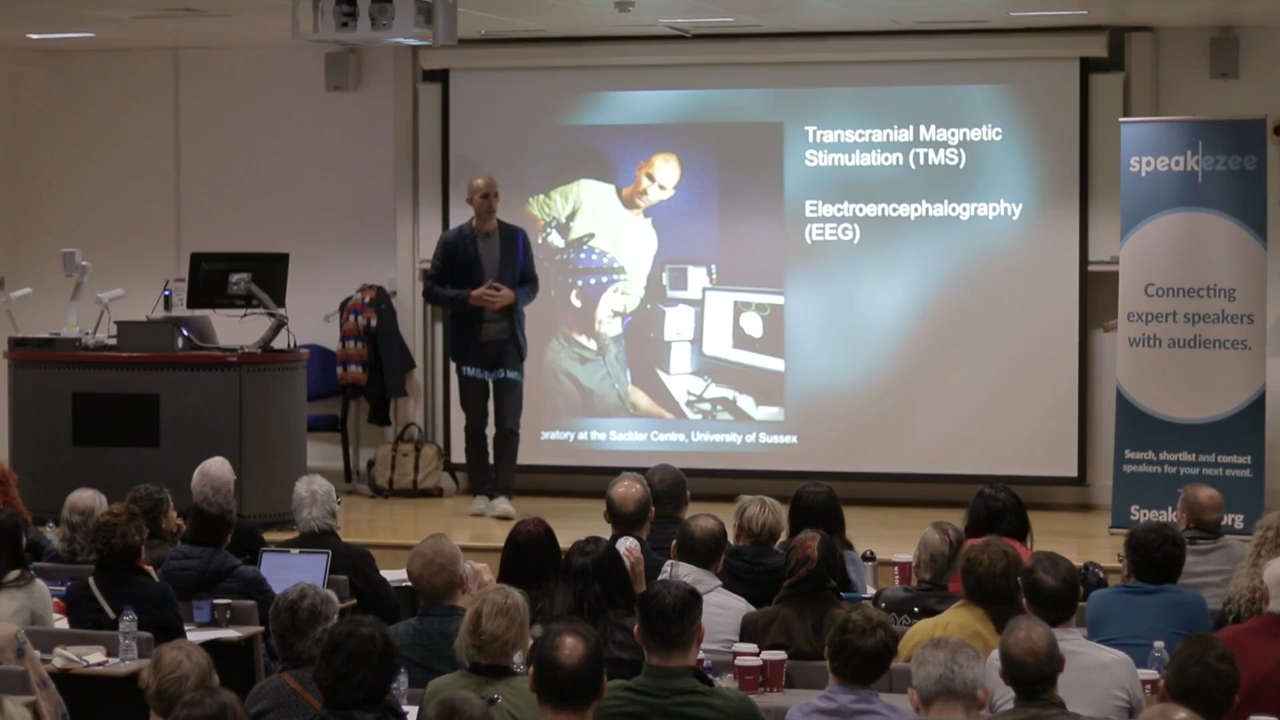 Transcranial Magnetic
Stimulation (TMS)
Electroencephalography
(EEG)
oratory at the Sackler Centre, University of Sussex
speakezee
Connecting
expert speakers
with audiences.
Search, shortlist and contact
speakers for your next event.